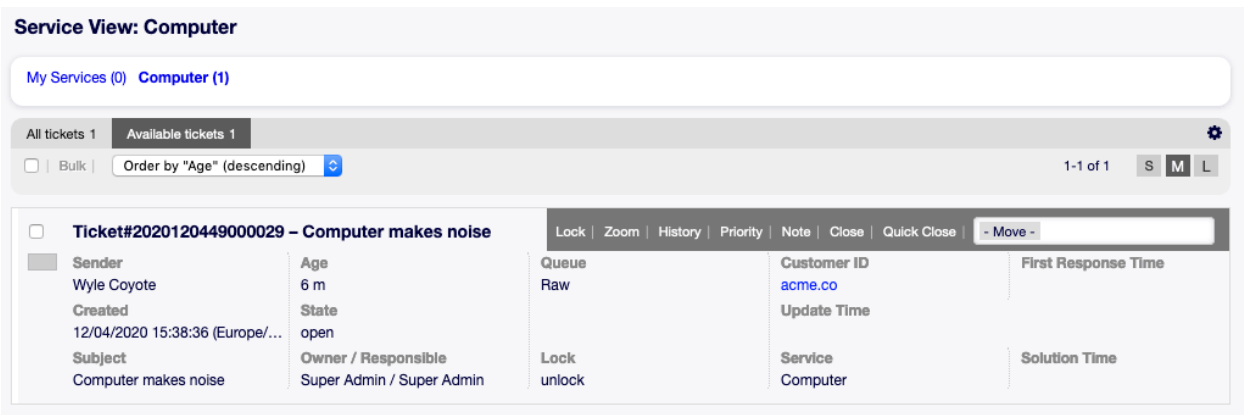 Service View: Computer
My Services (0) Computer (1)
All tickets 1 Available tickets 1
| Bulk | Order by "Age" (descending) 1-1 of 1 S M L
Ticket#2020120449000029 – Computer makes noise Lock | Zoom | History | Priority | Note | Close | Quick Close | - Move -
Sender Age Queue Customer ID First Response Time
Wyle Coyote 6 m Raw acme.co
Created State Update Time
12/04/2020 15:38:36 (Europe/... open
Subject Owner / Responsible Lock Service Solution Time
Computer makes noise Super Admin / Super Admin unlock Computer